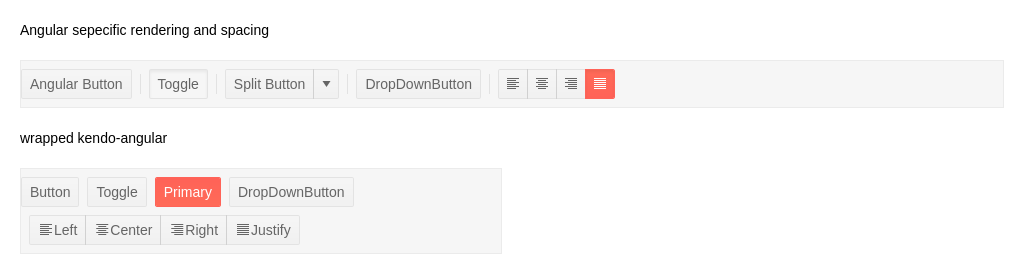 Angular sepecific rendering and spacing
Angular Button Toggle Split Button DropDownButton
wrapped kendo-angular
Button Toggle Primary DropDownButton
Left Center Right Justify